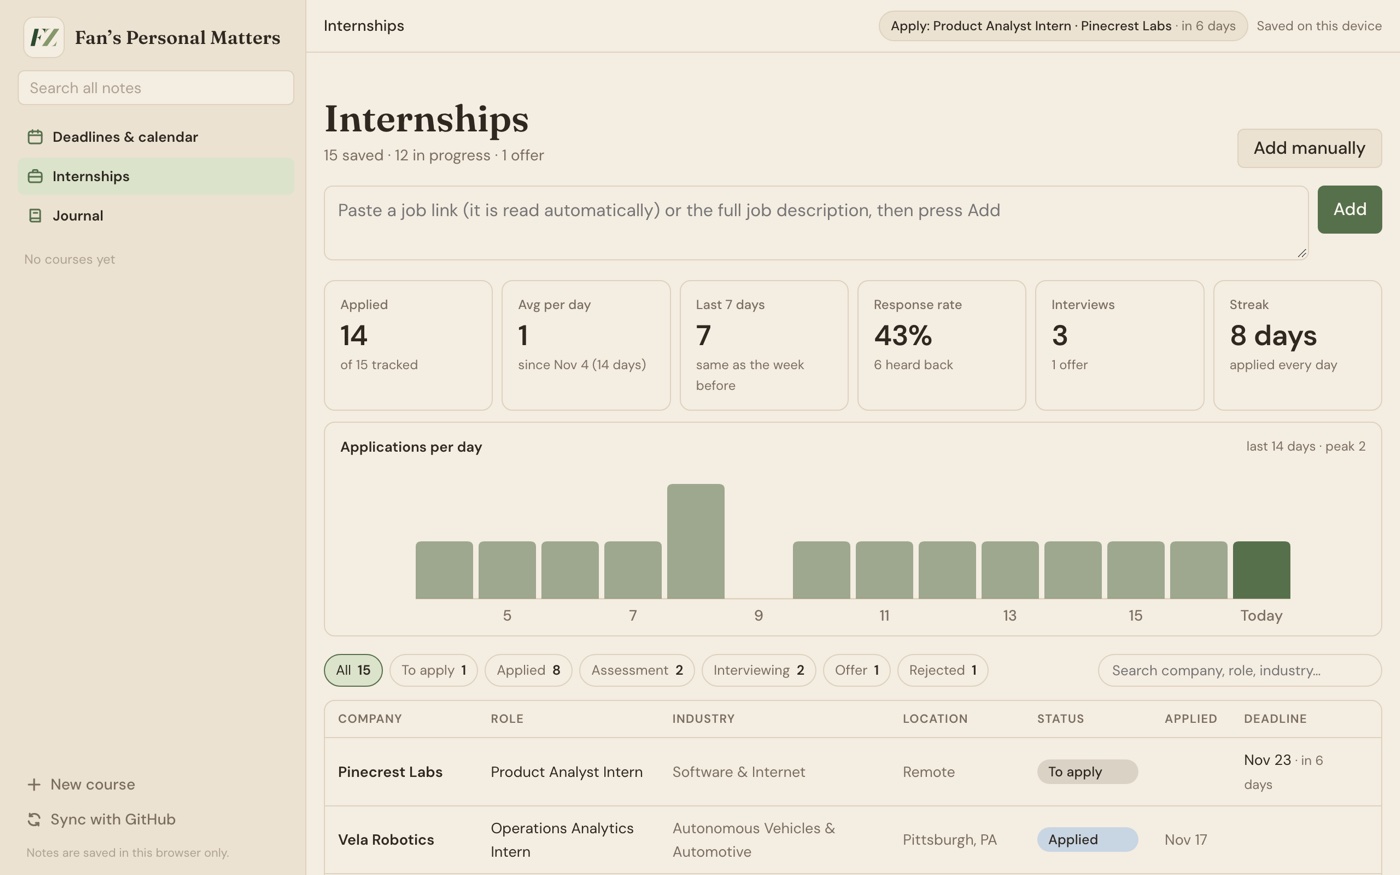 FZ
Fan’s Personal Matters
Search all notes
Deadlines & calendar
Internships
Journal
No courses yet
New course
Sync with GitHub
Notes are saved in this browser only.
Internships
Apply: Product Analyst Intern · Pinecrest Labs · in 6 days
Saved on this device
Internships
15 saved · 12 in progress · 1 offer
Add manually
Paste a job link (it is read automatically) or the full job description, then press Add
Add
Applied
14
of 15 tracked
Avg per day
1
since Nov 4 (14 days)
Last 7 days
7
same as the week
before
Response rate
43%
6 heard back
Interviews
3
1 offer
Streak
8 days
applied every day
Applications per day
last 14 days · peak 2
5 7 9 11 13 15 Today
All 15
To apply 1
Applied 8
Assessment 2
Interviewing 2
Offer 1
Rejected 1
Search company, role, industry…
COMPANY ROLE INDUSTRY LOCATION STATUS APPLIED DEADLINE
Pinecrest Labs
Product Analyst Intern
Software & Internet
Remote
To apply
Nov 23 · in 6
days
Vela Robotics
Operations Analytics
Intern
Autonomous Vehicles &
Automotive
Pittsburgh, PA
Applied
Nov 17